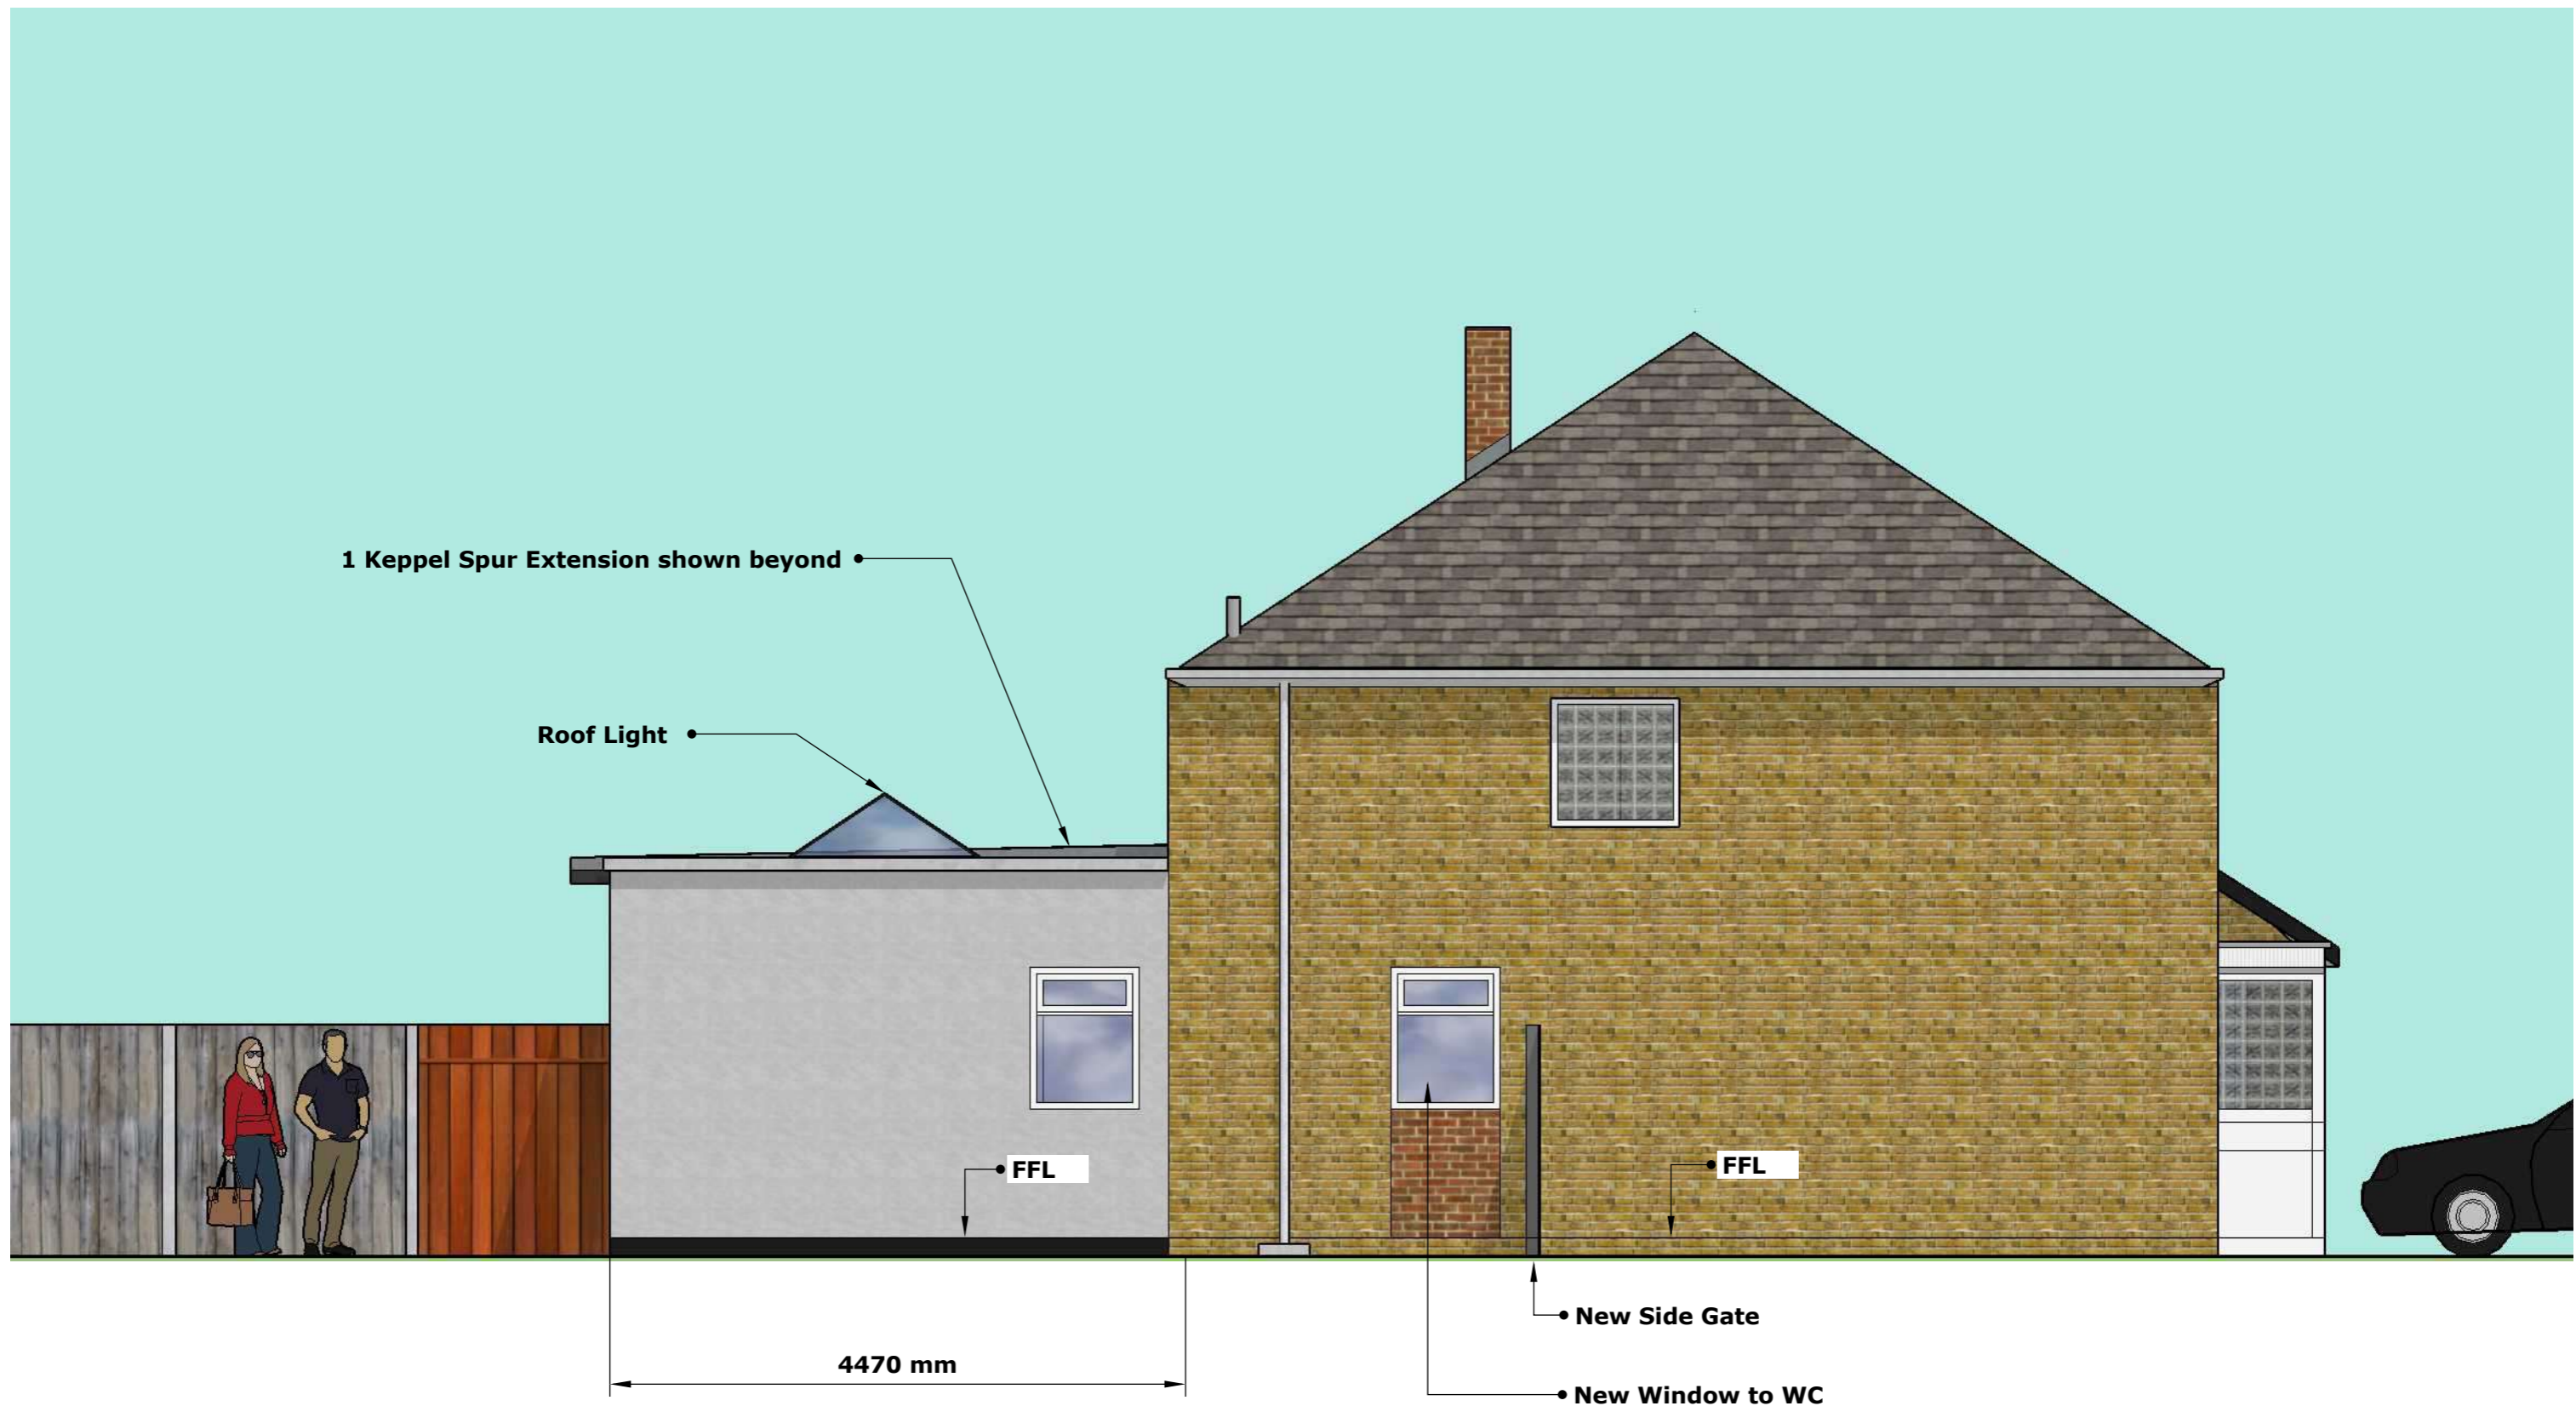 1 Keppel Spur Extension shown beyond
Roof Light
FFL
FFL
New Side Gate
4470 mm
New Window to WC